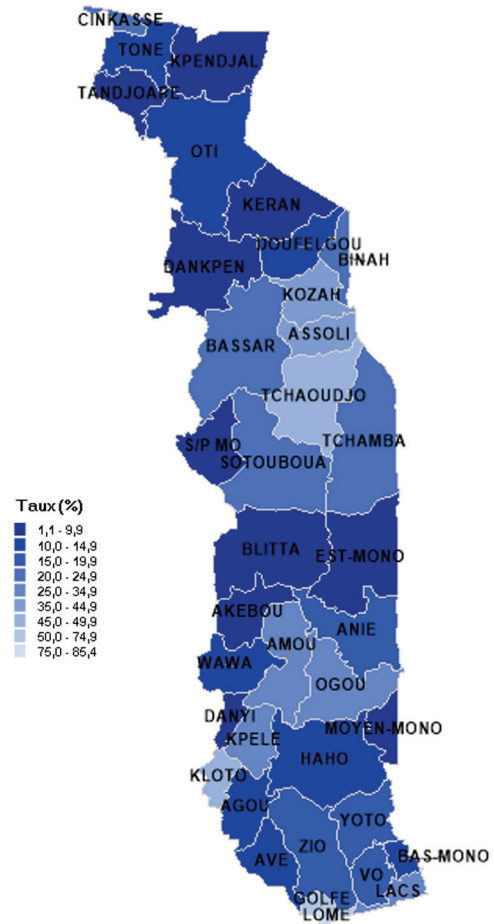 CINKASSE
TONE
KPENDJAL
TANDJOARE
OTI
KERAN
DOUFELGOU
BINAH
DANKPEN
KOZAH
ASSOLI
BASSAR
TCHAOUDJO
TCHAMBA
S/P MO
SOTOUBOUA
Taux (%)
1,1 - 9,9
10,0 - 14,9
15,0 - 19,9
20,0 - 24,9
25,0 - 34,9
35,0 - 44,9
45,0 - 49,9
50,0 - 74,9
75,0 - 85,4
BLITTA
EST-MONO
AKEBOU
ANIE
AMOU
WAWA
OGOU
DANYI
MOYEN-MONO
KPELE
HAHO
KLOTO
AGOU
YOTO
ZIO
AVE
BAS-MONO
VO
LACS
GOLFE
LOME